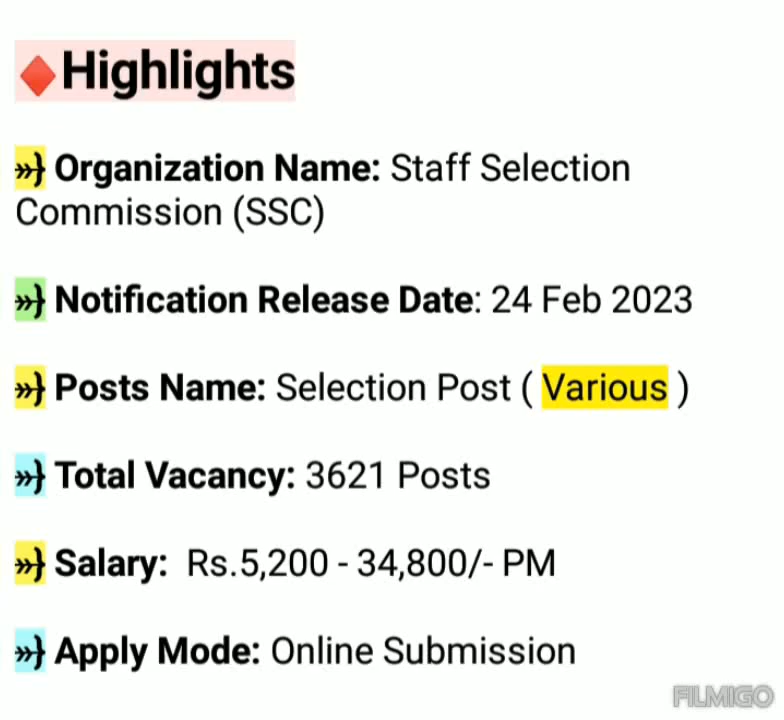 ♦Highlights
»} Organization Name: Staff Selection
Commission (SSC)
»} Notification Release Date: 24 Feb 2023
»} Posts Name: Selection Post ( Various )
»} Total Vacancy: 3621 Posts
»} Salary: Rs.5,200 - 34,800/- PM
»} Apply Mode: Online Submission
FILMIGO